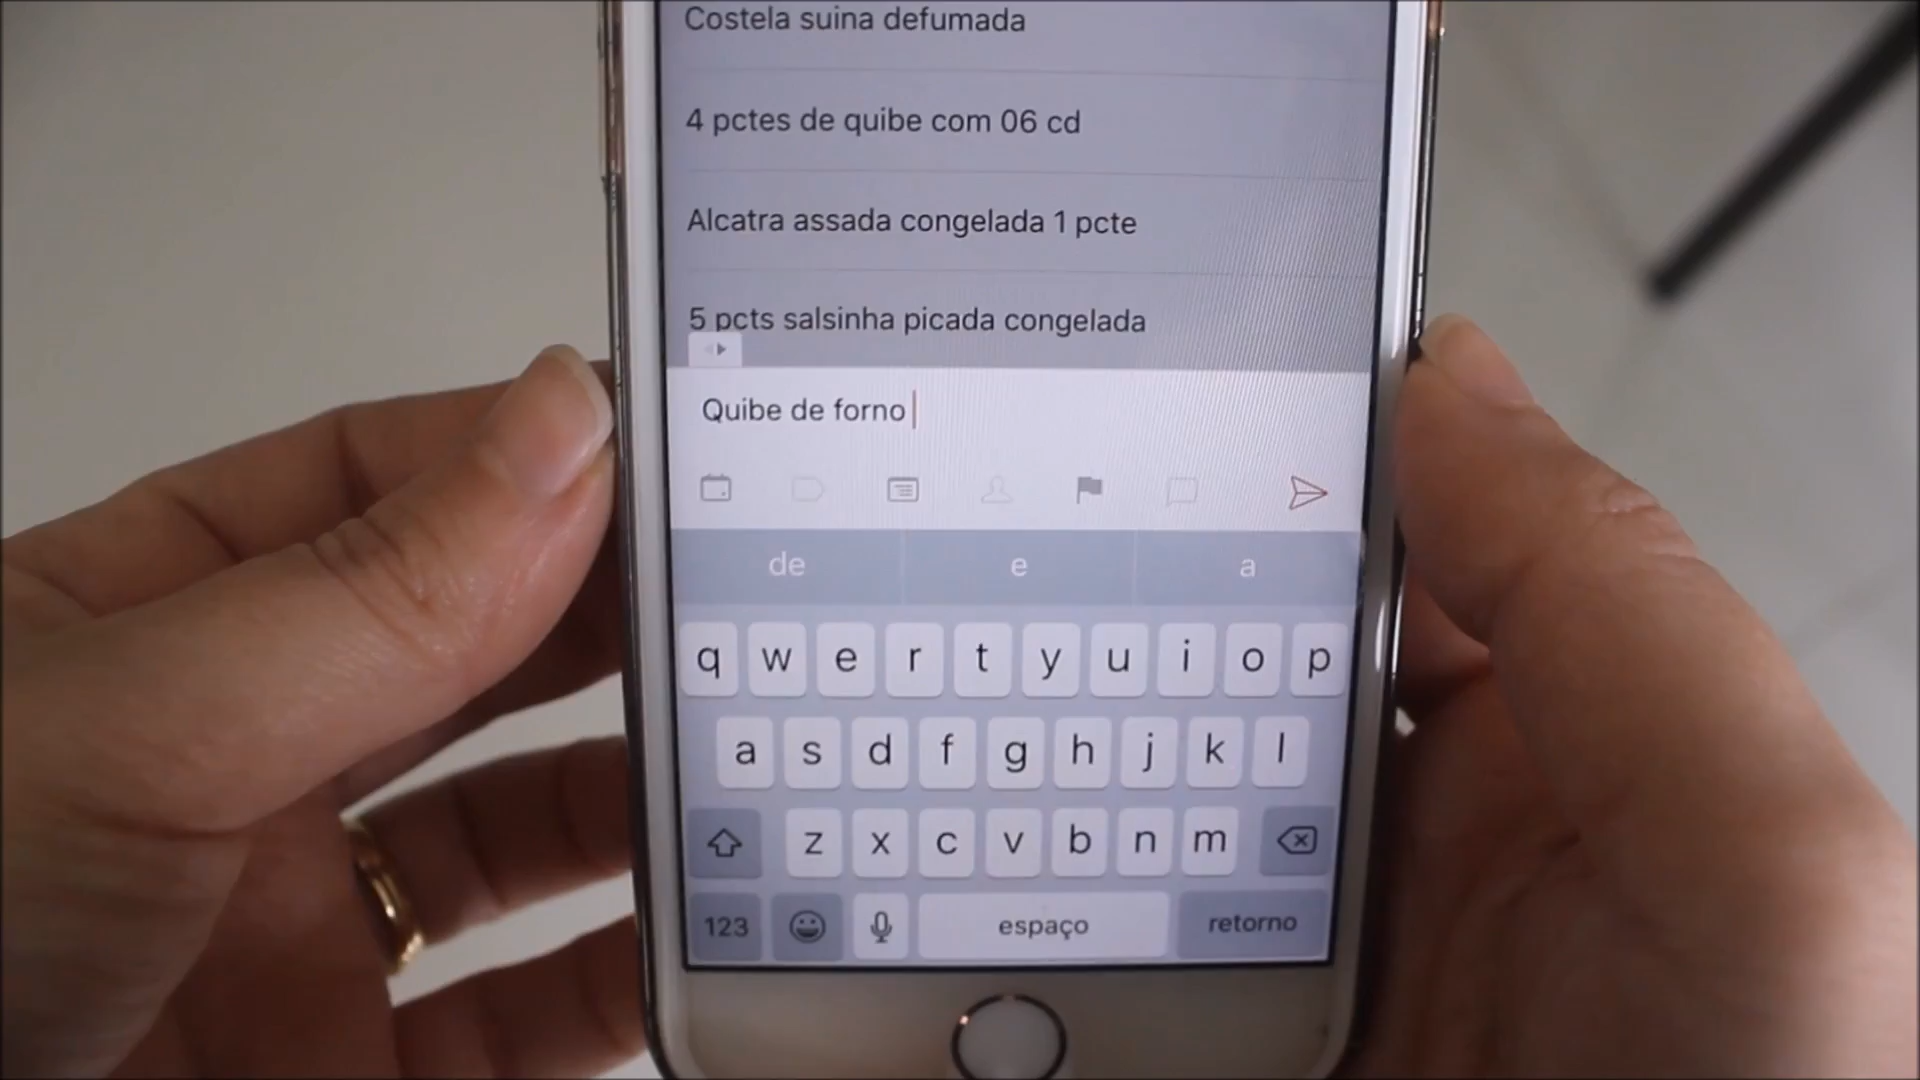 Costela suina defumada
4 pctes de quibe com 06 cd
Alcatra assada congelada 1 pcte
5 pcts salsinha picada congelada
Quibe de forno
de e a
q w e r t y u i o p
a s d f g h j k l
z x c v b n m
123 espaço retorno